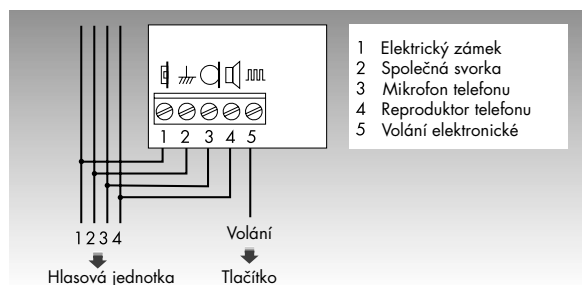 1 Elektrický zámek
2 Společná svorka
3 Mikrofon telefonu
4 Reproduktor telefonu
5 Volání elektronické
1 2 3 4 5
1 2 3 4
Volání
Hlasová jednotka
Tlačítko